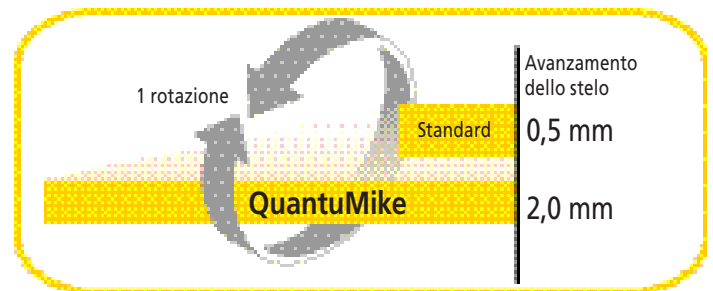 Avanzamento
dello stelo
1 rotazione
Standard
0,5 mm
QuantuMike
2,0 mm